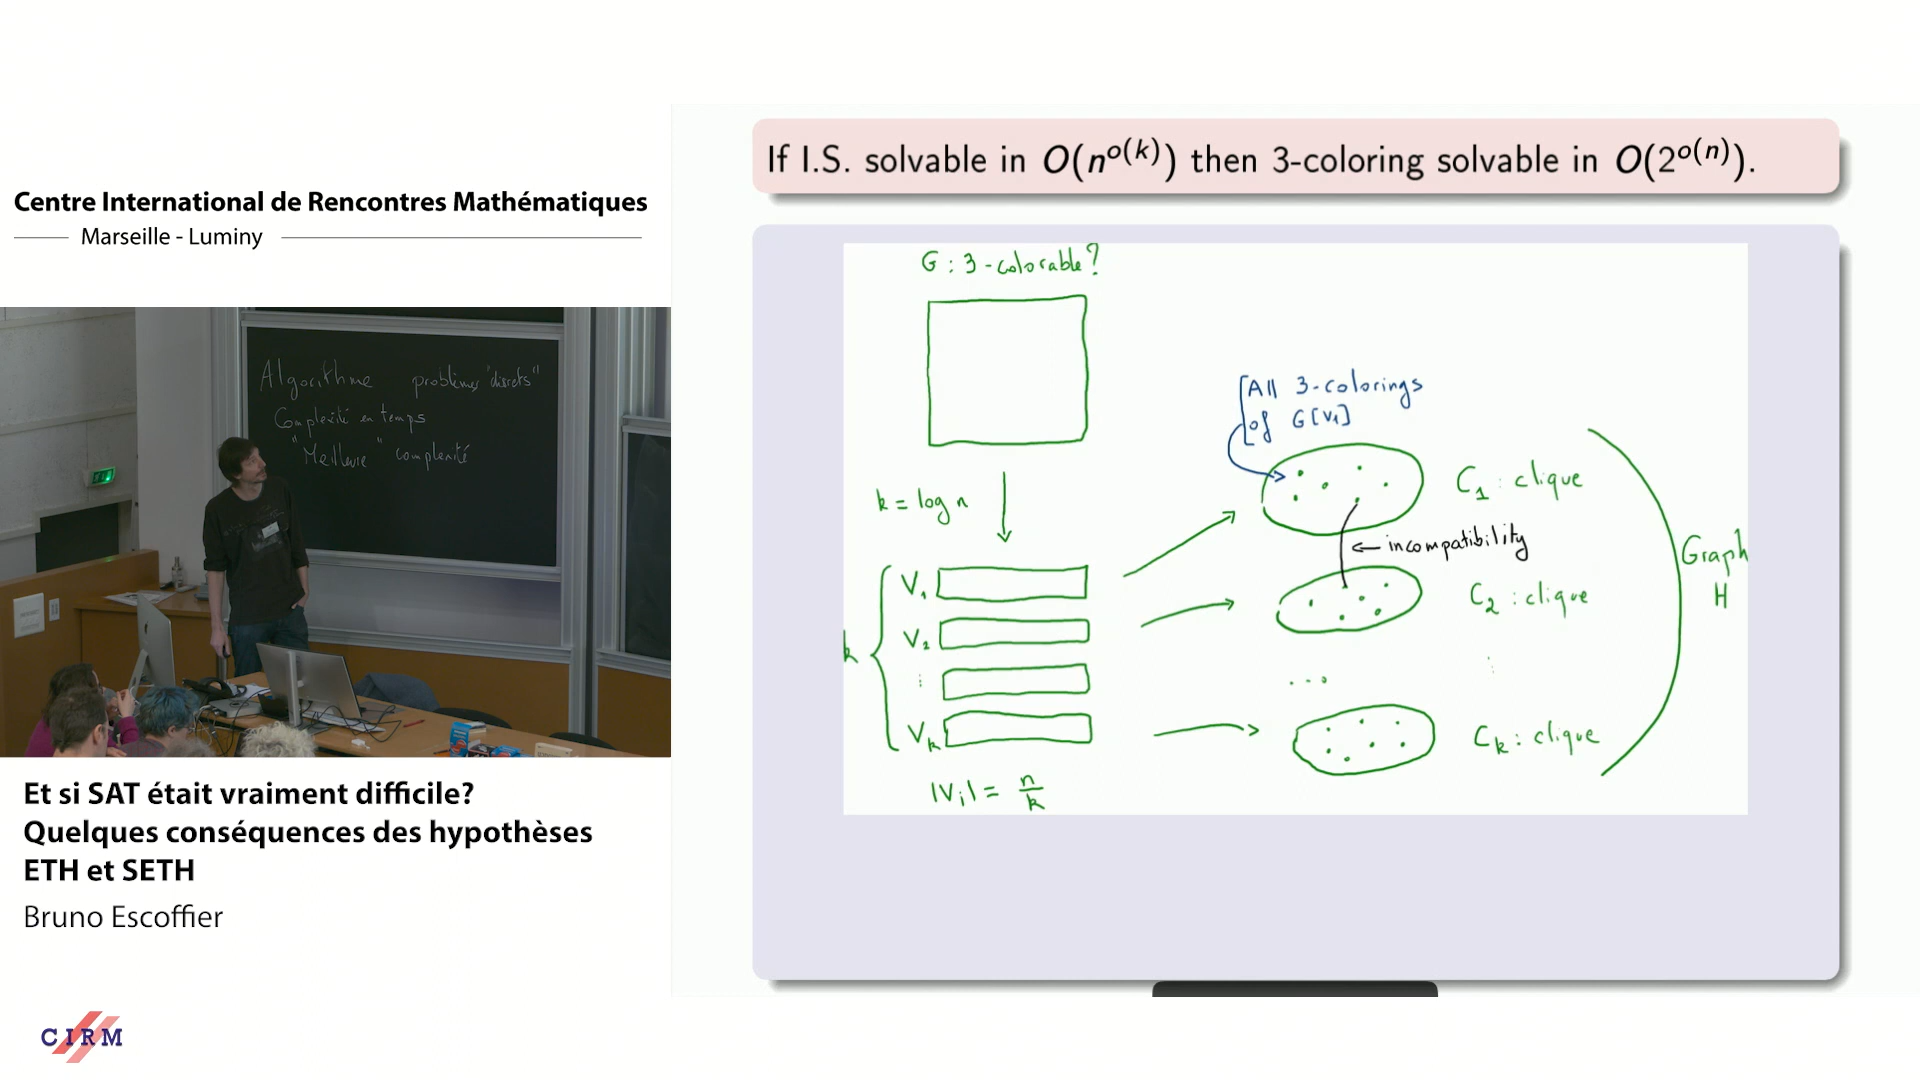 Centre International de Rencontres Mathématiques
Marseille - Luminy
Algorithme problèmes "discrets"
Complexité en temps
"Meilleure" complexité
Et si SAT était vraiment difficile?
Quelques conséquences des hypothèses
ETH et SETH
Bruno Escoffier
CIRM
If I.S. solvable in O(n^{o(k)}) then 3-coloring solvable in O(2^{o(n)}).
G : 3-colorable?
[All 3-colorings
of G[V₁]
k = log n
C₁ : clique
← incompatibility
Graph
H
V₁
C₂ : clique
V₂
k
⋮
...
⋮
V_k
C_k : clique
|V_i| = n/k